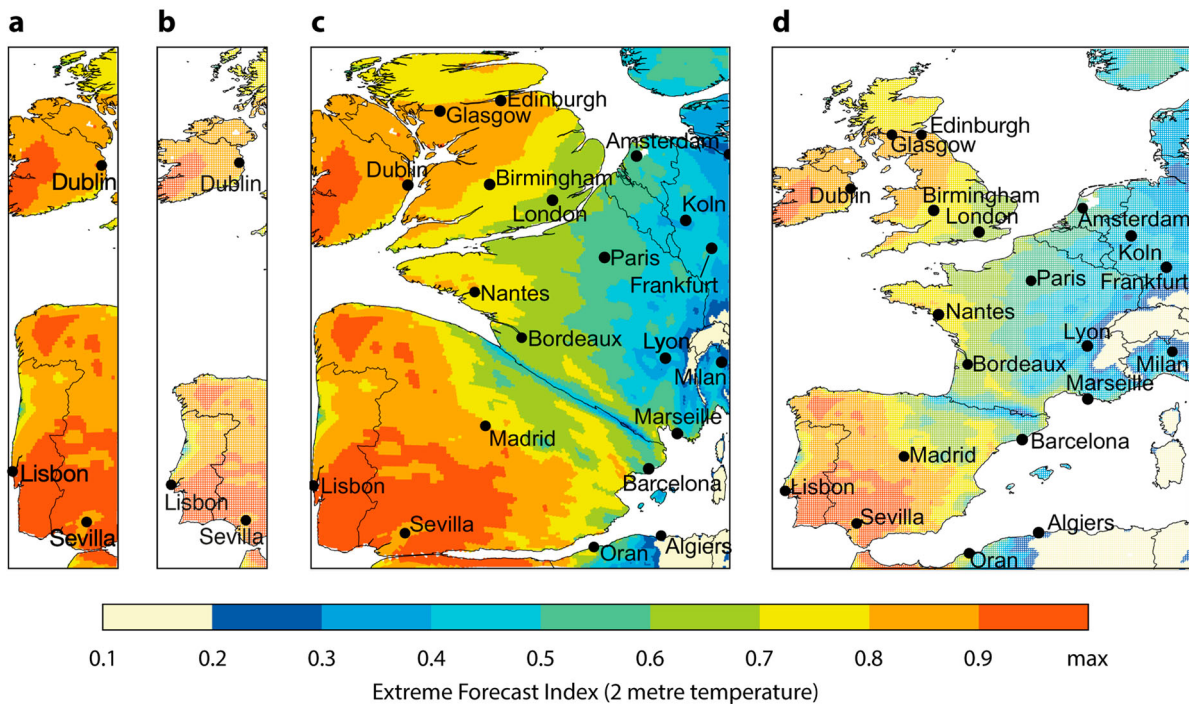 a
b
c
d
Dublin
Lisbon
Sevilla
Dublin
Lisbon
Sevilla
Edinburgh
Glasgow
Amsterdam
Dublin
Birmingham
London
Koln
Paris
Frankfurt
Nantes
Bordeaux
Lyon
Milan
Marseille
Madrid
Barcelona
Lisbon
Sevilla
Oran
Algiers
Edinburgh
Glasgow
Dublin
Birmingham
London
Amsterdam
Koln
Paris
Frankfurt
Nantes
Lyon
Bordeaux
Milan
Marseille
Barcelona
Madrid
Lisbon
Sevilla
Algiers
Oran
0.1 0.2 0.3 0.4 0.5 0.6 0.7 0.8 0.9 max
Extreme Forecast Index (2 metre temperature)